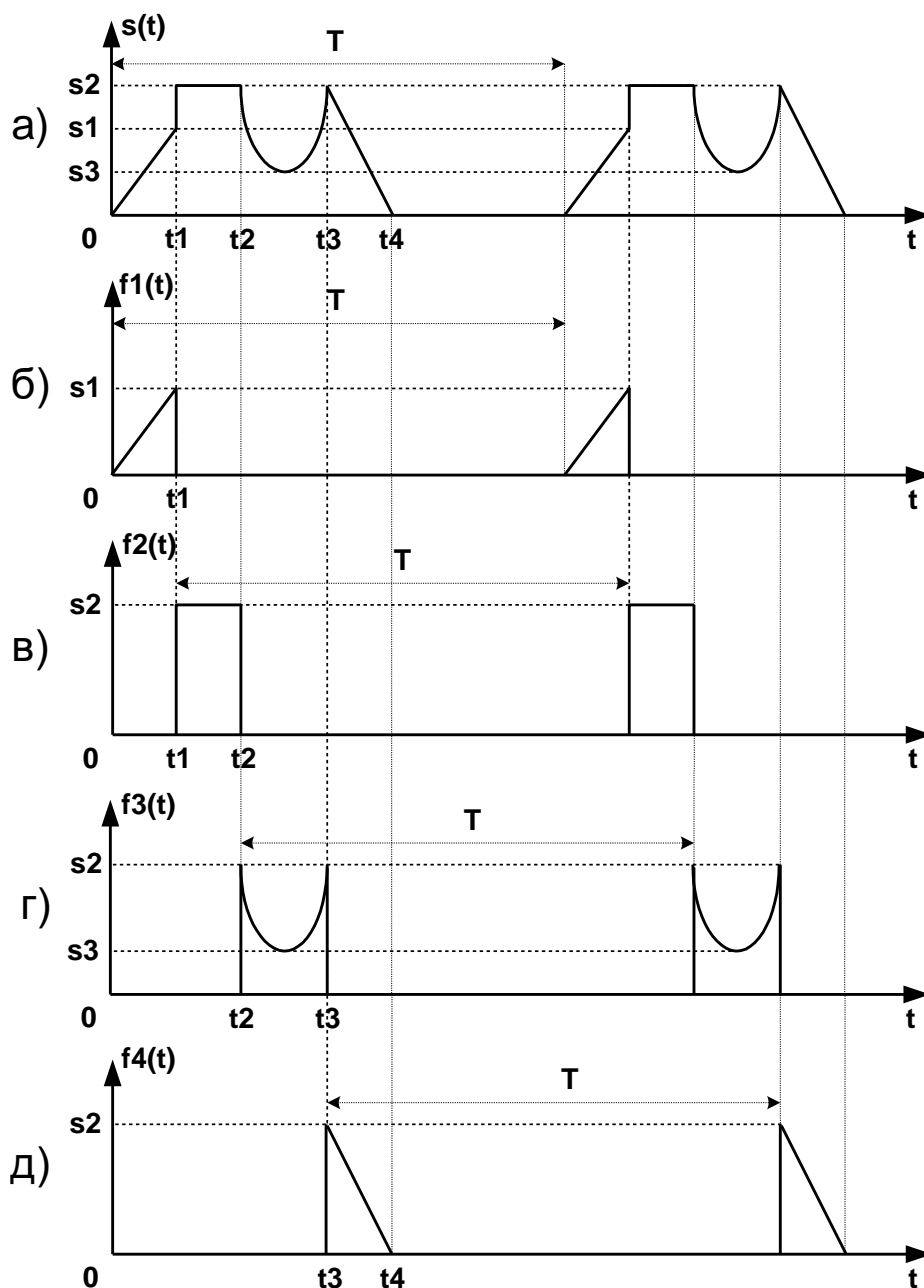 s(t)
T
s2
а)
s1
s3
0 t1 t2 t3 t4 t
f1(t)
T
б)
s1
0 t1 t
f2(t)
T
s2
в)
0 t1 t2 t
f3(t)
T
s2
г)
s3
0 t2 t3 t
f4(t)
T
s2
д)
0 t3 t4 t